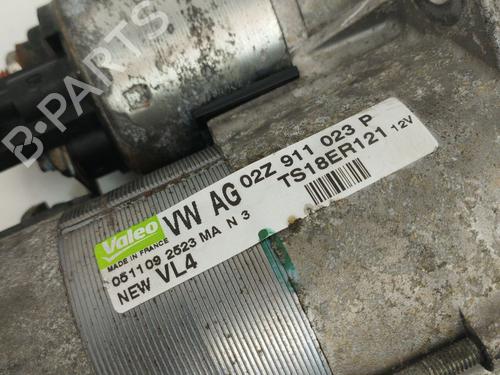 B-PARTS
Valeo VW AG 02Z 911 023 P
MADE IN FRANCE TS18ER121 12V
051109 2523 MA N 3
NEW VL4